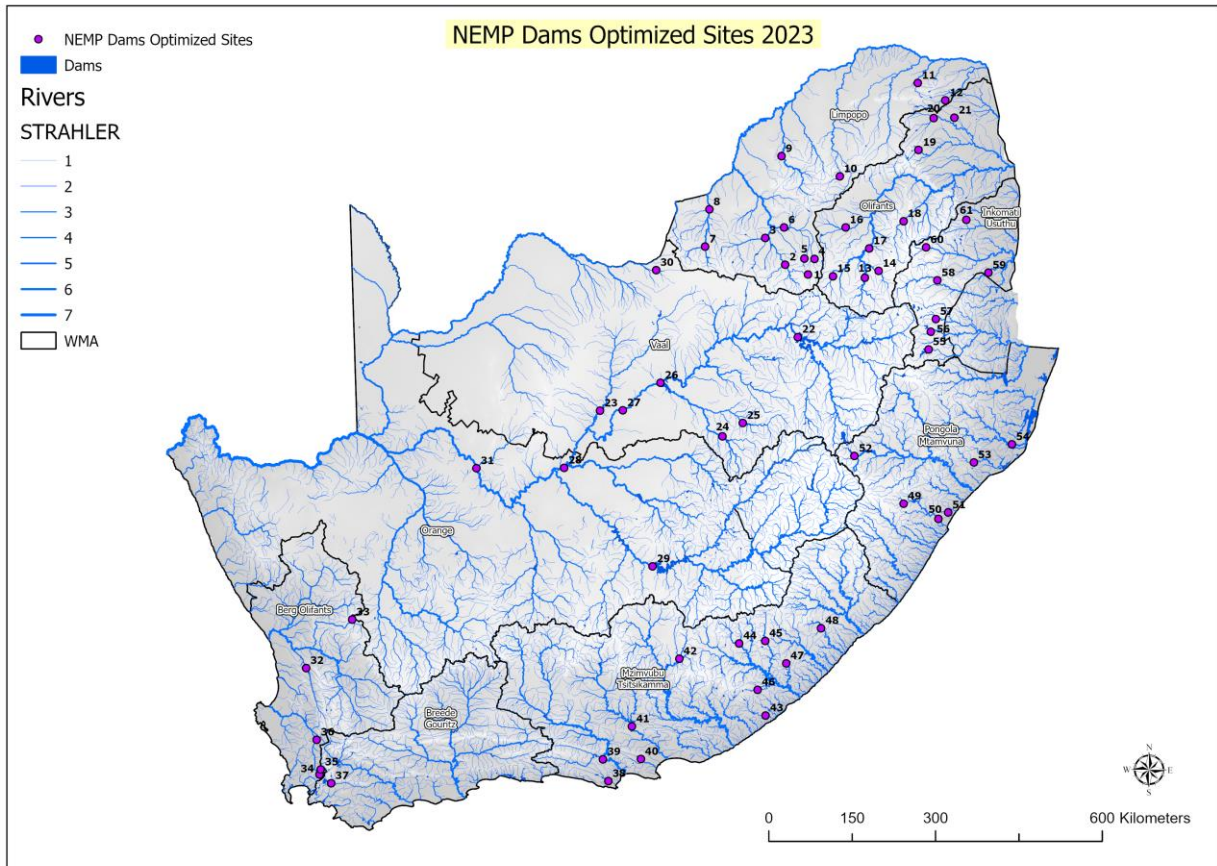 NEMP Dams Optimized Sites 2023
NEMP Dams Optimized Sites
Dams
Rivers
STRAHLER
1
2
3
4
5
6
7
WMA
11
12
20
21
Limpopo
19
9
10
8
Olifants
6
16
18
61
Inkomati
Usuthu
3
7
17
60
5
4
2
1
15
13
14
58
59
30
57
56
55
22
Vaal
26
23
27
24
25
Pongola
Mtamvuna
54
52
53
31
28
49
50
51
Orange
29
Berg Olifants
33
48
44
45
32
42
47
Mzimvubu
Tsitsikamma
46
Breede
Gouritz
43
41
36
39
40
35
34
37
38
N
W
E
S
0
150
300
600 Kilometers